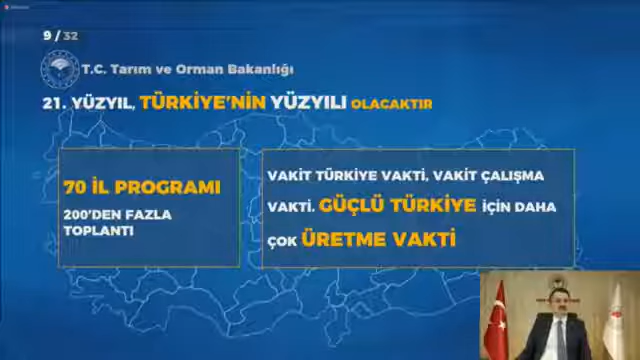 9 / 32
T.C. Tarım ve Orman Bakanlığı
21. YÜZYIL, TÜRKİYE'NİN YÜZYILI OLACAKTIR
70 İL PROGRAMI
200'DEN FAZLA
TOPLANTI
VAKİT TÜRKİYE VAKTİ, VAKİT ÇALIŞMA
VAKTİ. GÜÇLÜ TÜRKİYE İÇİN DAHA
ÇOK ÜRETME VAKTİ